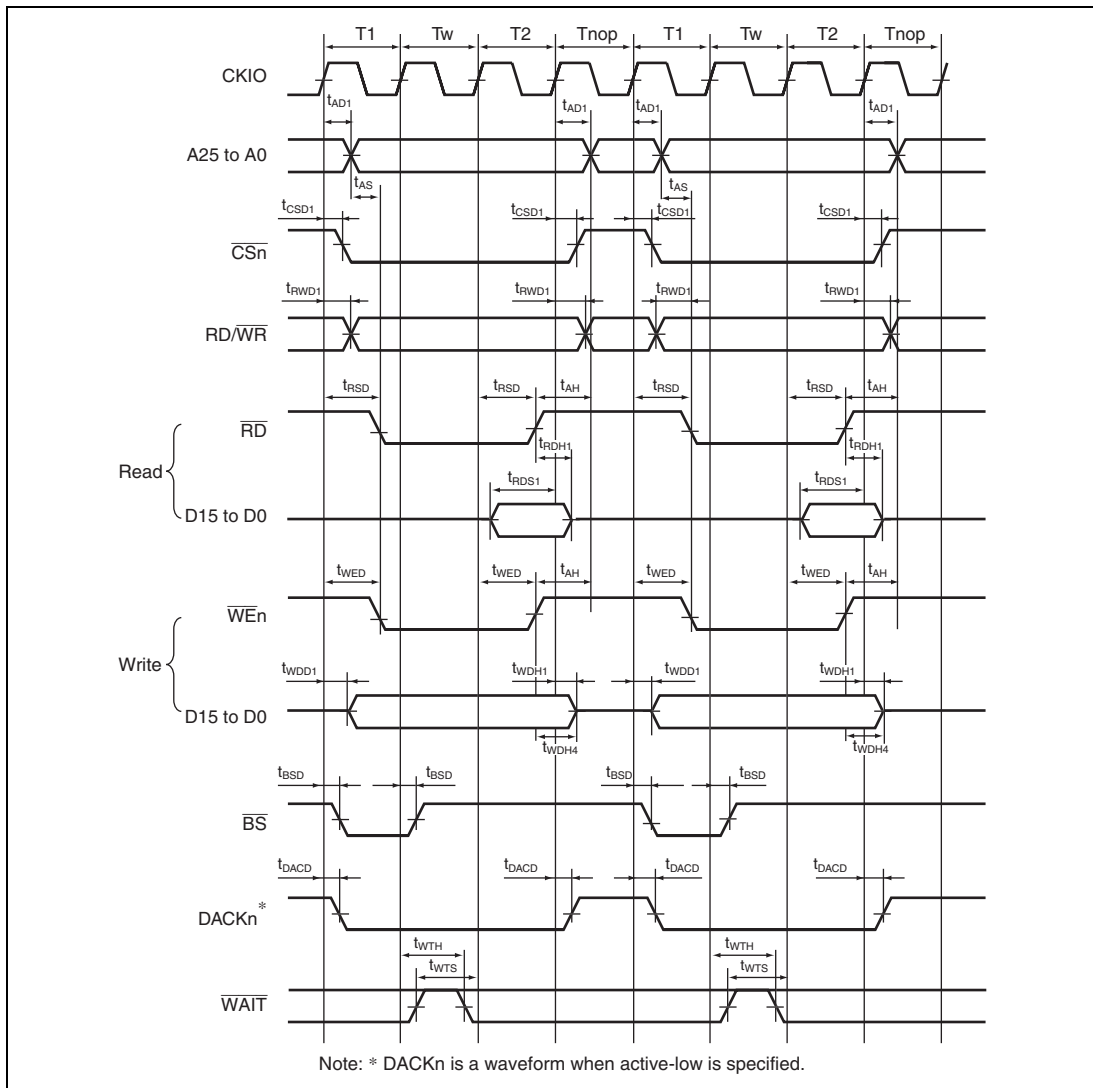 T1 Tw T2 Tnop T1 Tw T2 Tnop
CKIO
tAD1 tAD1 tAD1 tAD1
A25 to A0
tAS tAS
tCSD1 tCSD1 tCSD1 tCSD1
CSn
tRWD1 tRWD1 tRWD1 tRWD1
RD/WR
tRSD tRSD tAH tRSD tRSD tAH
RD
tRDH1 tRDH1
Read
tRDS1 tRDS1
D15 to D0
tWED tWED tAH tWED tWED tAH
WEn
Write
tWDD1 tWDH1 tWDD1 tWDH1
D15 to D0
tWDH4 tWDH4
tBSD tBSD tBSD tBSD
BS
tDACD tDACD tDACD tDACD
DACKn*
tWTH tWTH
tWTS tWTS
WAIT
Note: * DACKn is a waveform when active-low is specified.